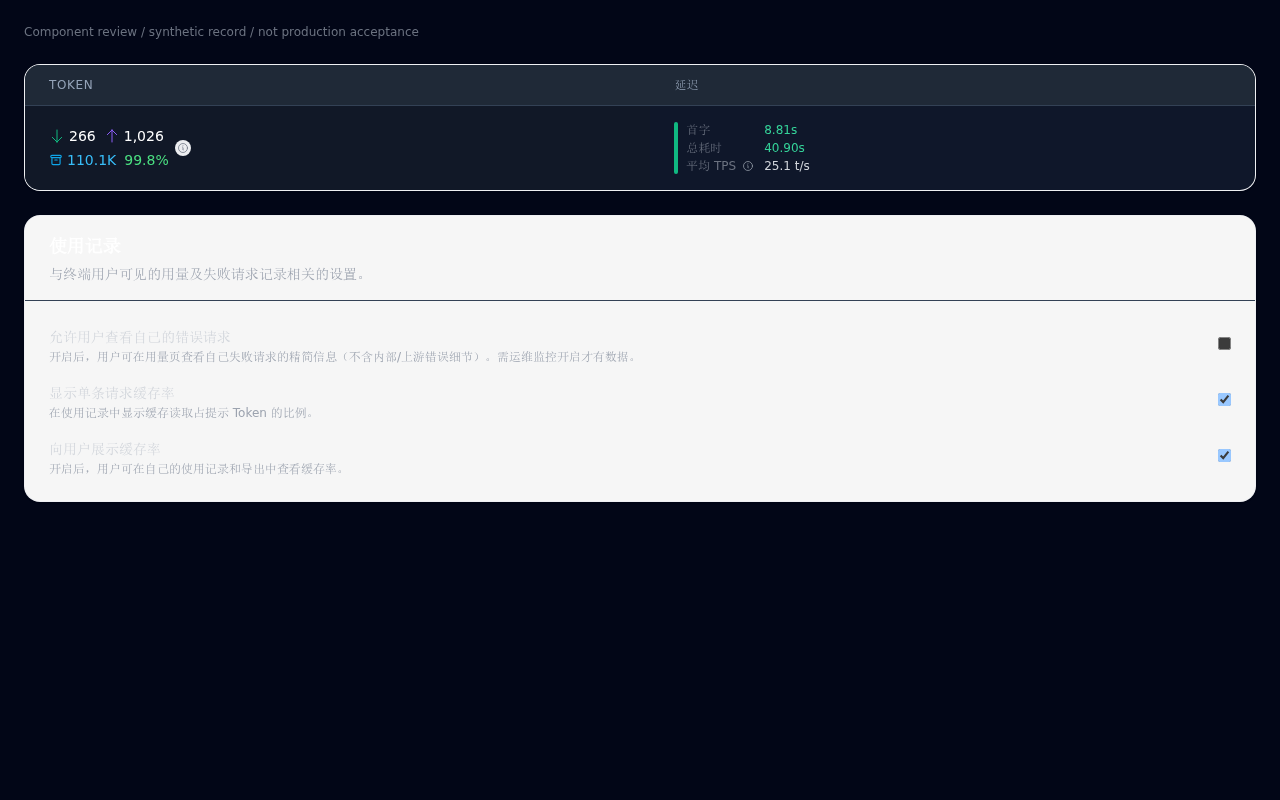 Component review / synthetic record / not production acceptance
TOKEN 延迟
266 1,026
110.1K 99.8%
首字 8.81s
总耗时 40.90s
平均 TPS 25.1 t/s
使用记录
与终端用户可见的用量及失败请求记录相关的设置。
允许用户查看自己的错误请求
开启后，用户可在用量页查看自己失败请求的精简信息（不含内部/上游错误细节）。需运维监控开启才有数据。
显示单条请求缓存率
在使用记录中显示缓存读取占提示 Token 的比例。
向用户展示缓存率
开启后，用户可在自己的使用记录和导出中查看缓存率。